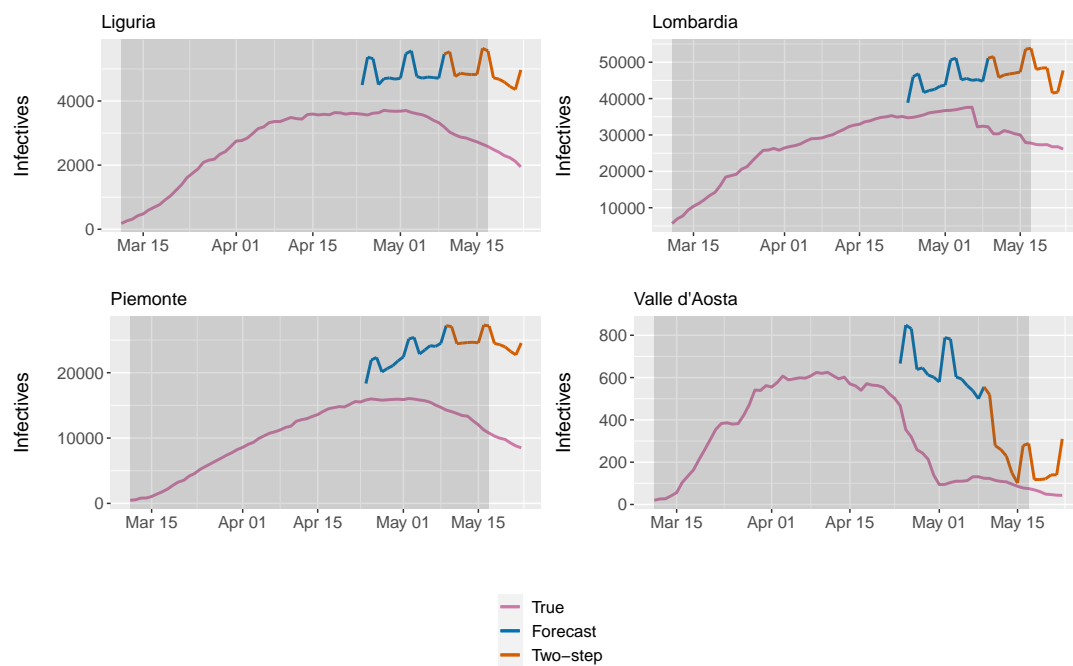 Liguria
Infectives
4000
2000
0
Mar 15 Apr 01 Apr 15 May 01 May 15
Lombardia
Infectives
50000
40000
30000
20000
10000
Mar 15 Apr 01 Apr 15 May 01 May 15
Piemonte
Infectives
20000
10000
0
Mar 15 Apr 01 Apr 15 May 01 May 15
Valle d'Aosta
Infectives
800
600
400
200
0
Mar 15 Apr 01 Apr 15 May 01 May 15
True
Forecast
Two−step